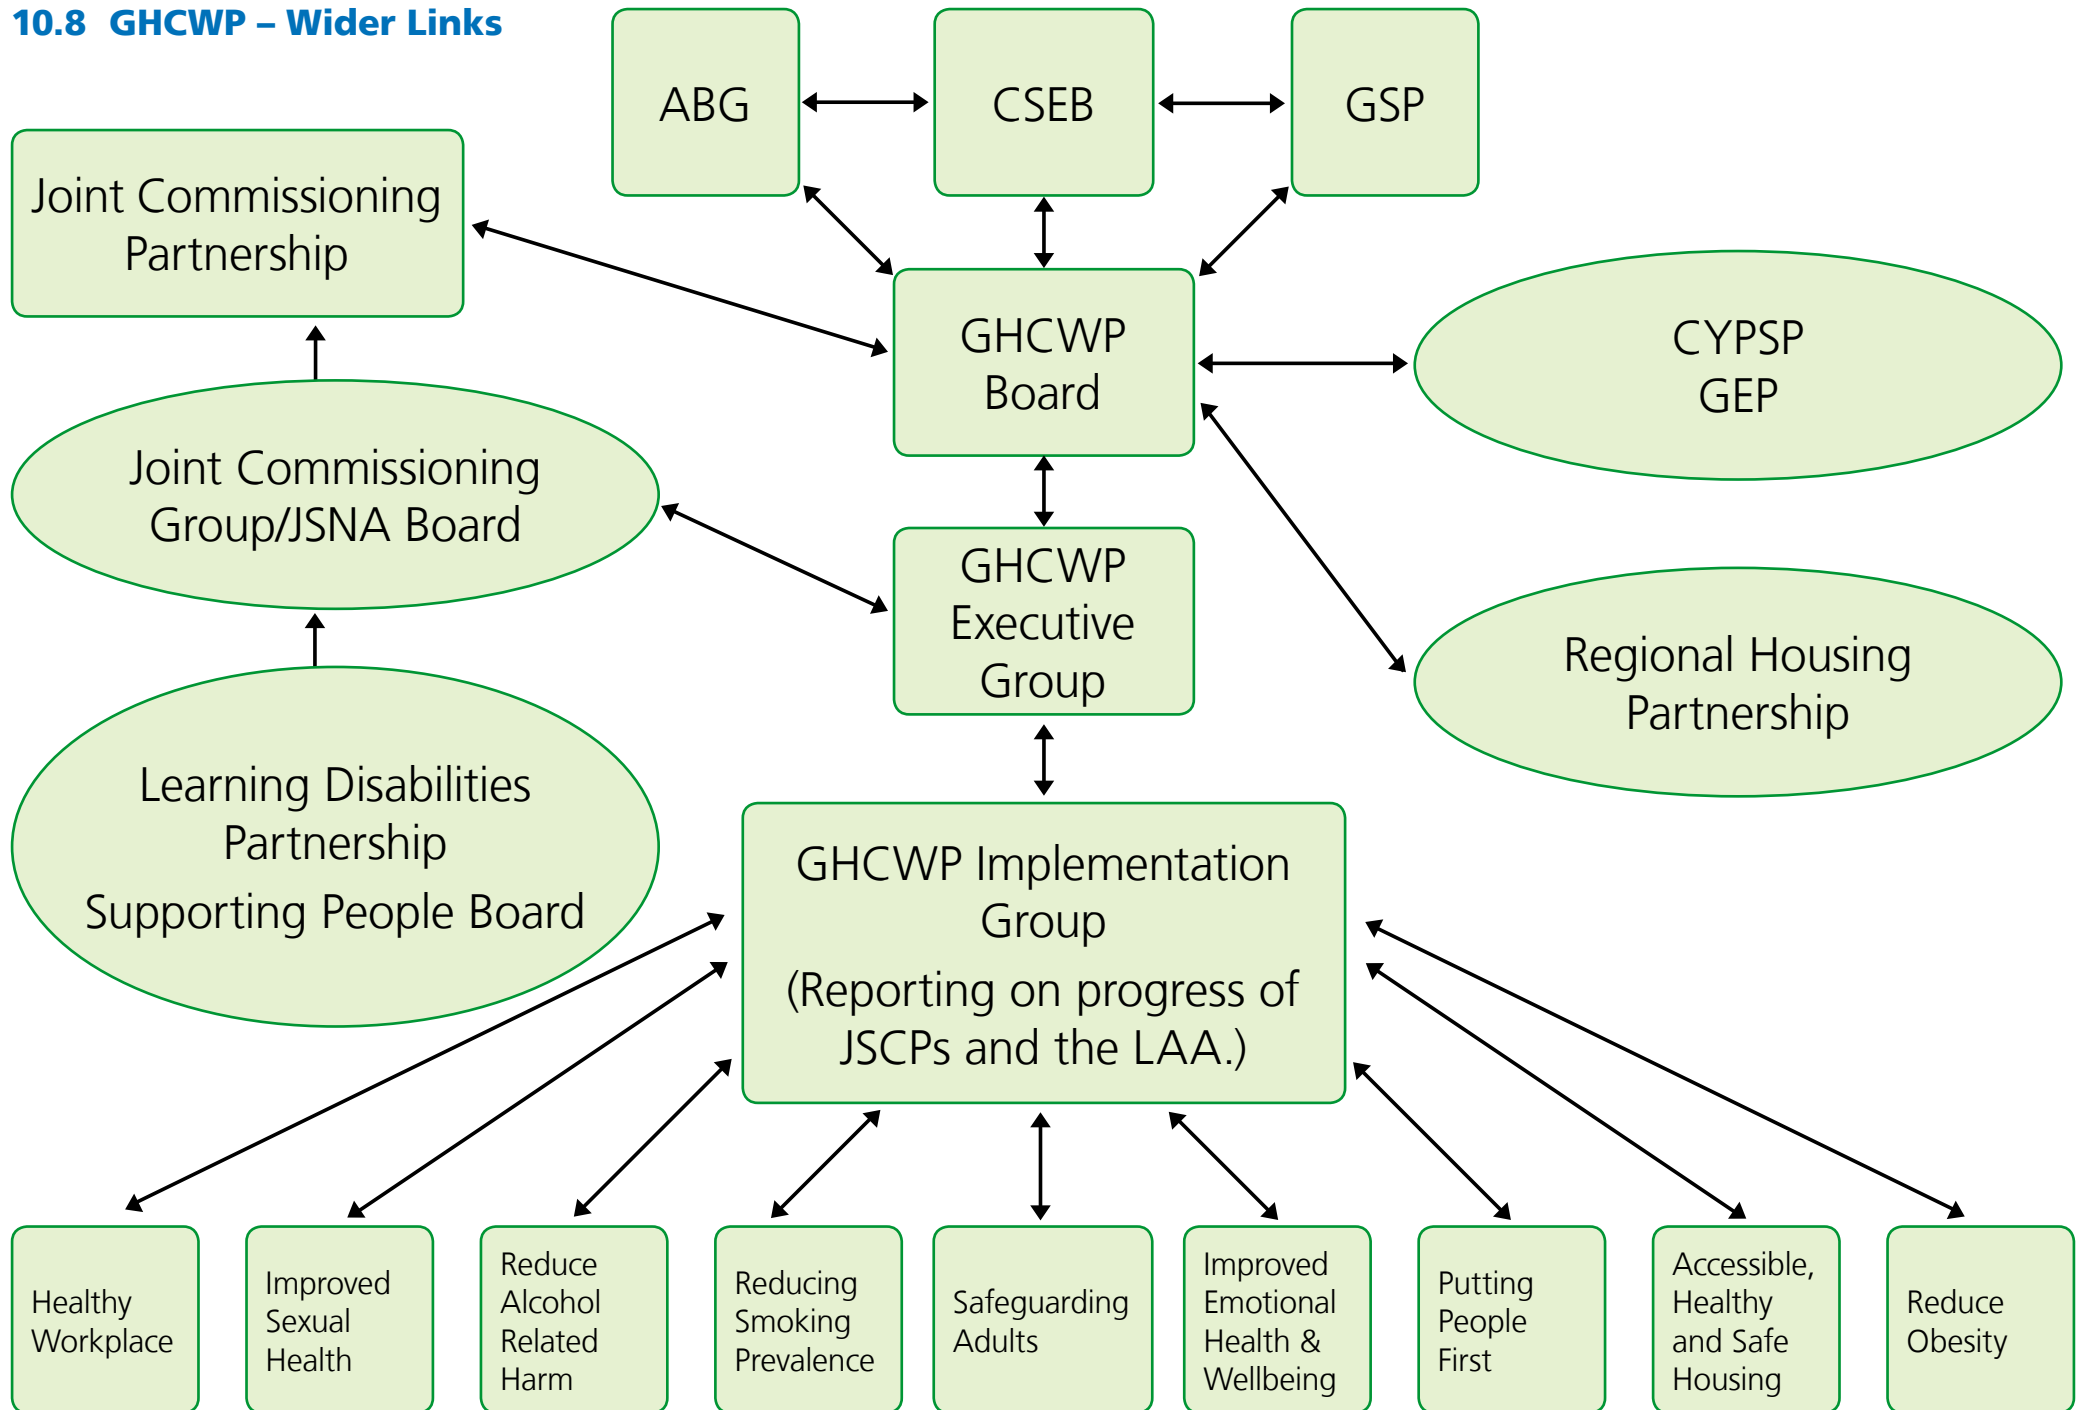 10.8 GHCWP – Wider Links
ABG
CSEB
GSP
Joint Commissioning
Partnership
GHCWP
Board
CYPSP
GEP
Joint Commissioning
Group/JSNA Board
GHCWP
Executive
Group
Regional Housing
Partnership
Learning Disabilities
Partnership
Supporting People Board
GHCWP Implementation
Group
(Reporting on progress of
JSCPs and the LAA.)
Healthy
Workplace
Improved
Sexual
Health
Reduce
Alcohol
Related
Harm
Reducing
Smoking
Prevalence
Safeguarding
Adults
Improved
Emotional
Health &
Wellbeing
Putting
People
First
Accessible,
Healthy
and Safe
Housing
Reduce
Obesity